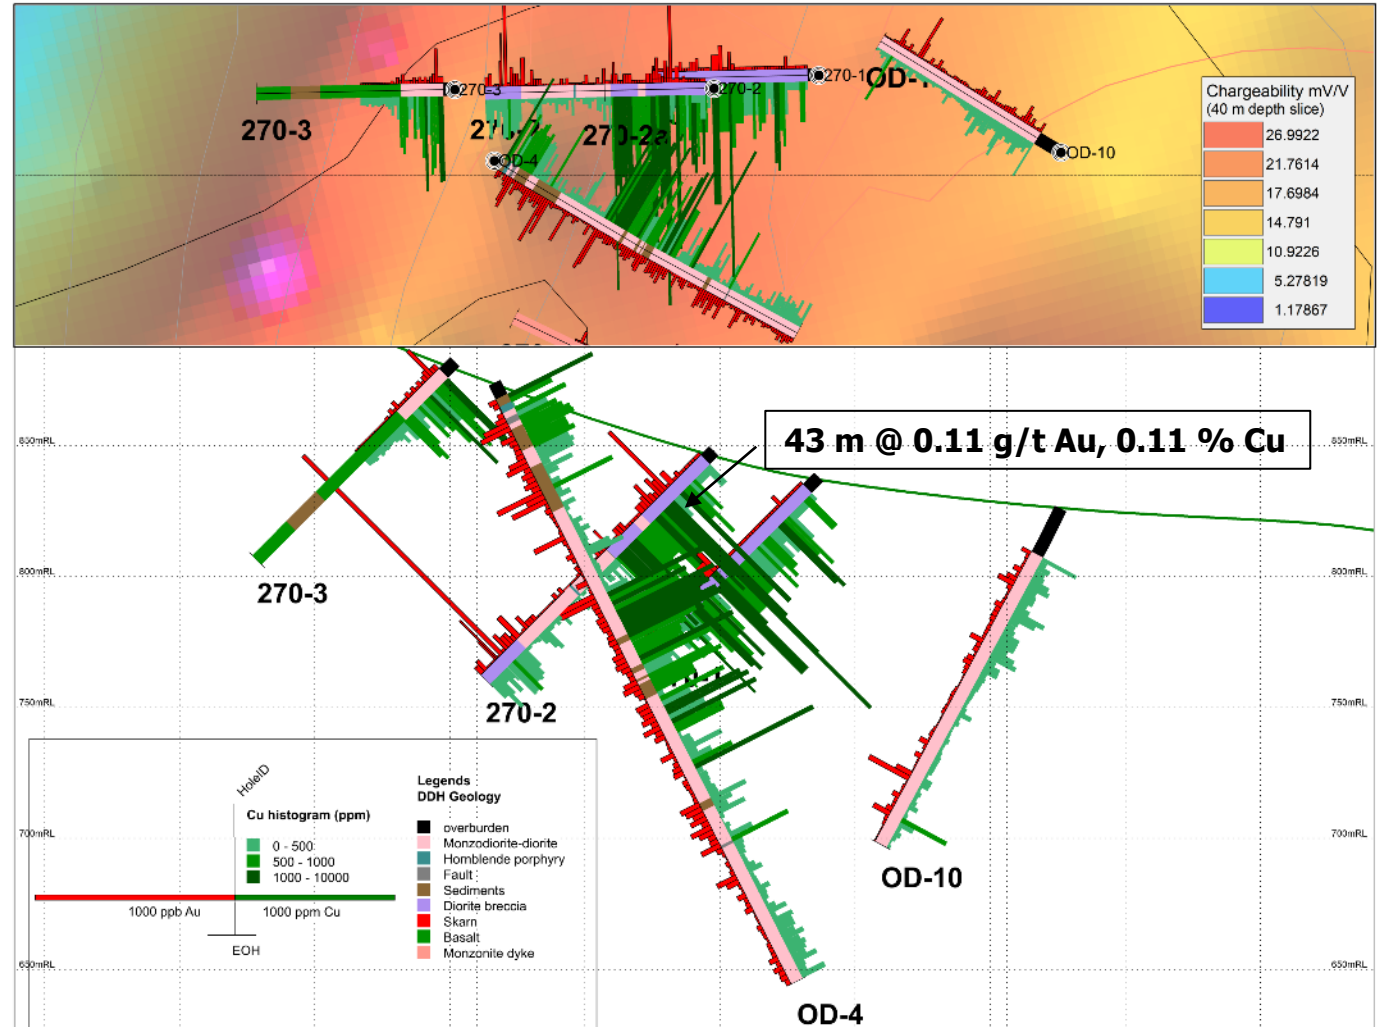 270-3
270-3
270-2
270-2a
270-2
270-1
OD-4
OD-10
Chargeability mV/V
(40 m depth slice)
26.9922
21.7614
17.6984
14.791
10.9226
5.27819
1.17867
43 m @ 0.11 g/t Au, 0.11 % Cu
850mRL
850mRL
800mRL
800mRL
750mRL
750mRL
700mRL
700mRL
650mRL
650mRL
270-3
270-2
OD-10
OD-4
HoleID
Cu histogram (ppm)
0 - 500
500 - 1000
1000 - 10000
1000 ppb Au
1000 ppm Cu
EOH
Legends
DDH Geology
overburden
Monzodiorite-diorite
Hornblende porphyry
Fault
Sediments
Diorite breccia
Skarn
Basalt
Monzonite dyke